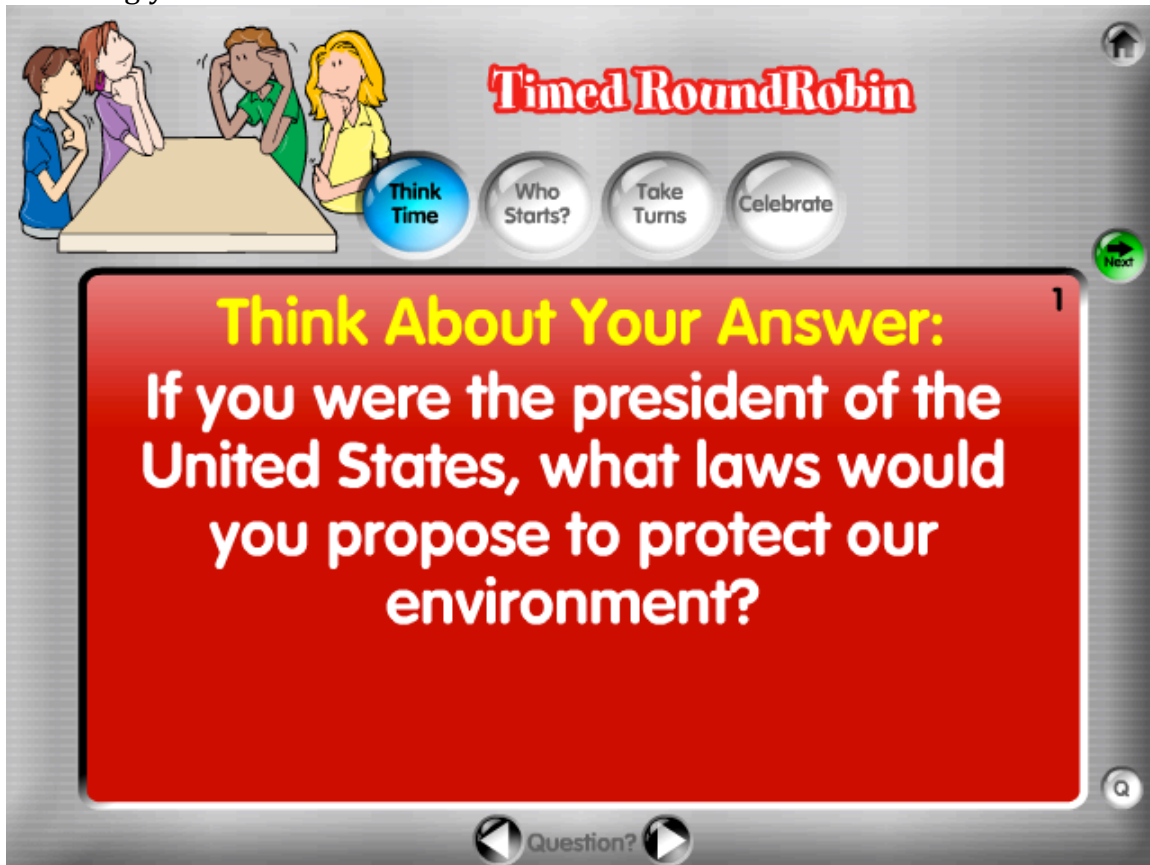 Timed RoundRobin
Think
Time
Who
Starts?
Take
Turns
Celebrate
Next
1
Think About Your Answer:
If you were the president of the
United States, what laws would
you propose to protect our
environment?
Q
Question?